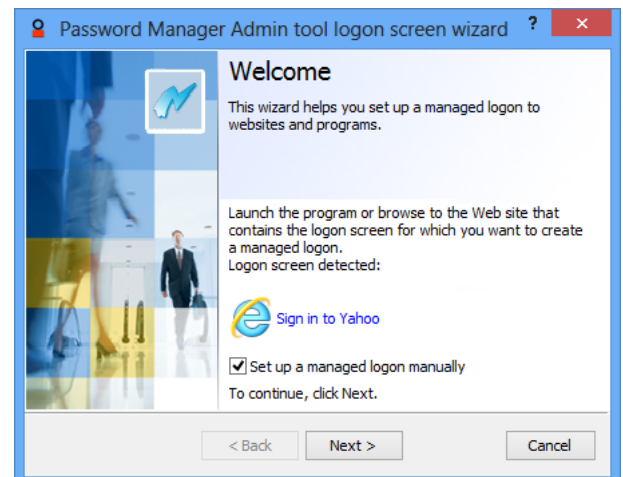 Password Manager Admin tool logon screen wizard ? ×
Welcome
This wizard helps you set up a managed logon to
websites and programs.
Launch the program or browse to the Web site that
contains the logon screen for which you want to create
a managed logon.
Logon screen detected:
Sign in to Yahoo
Set up a managed logon manually
To continue, click Next.
< Back Next > Cancel